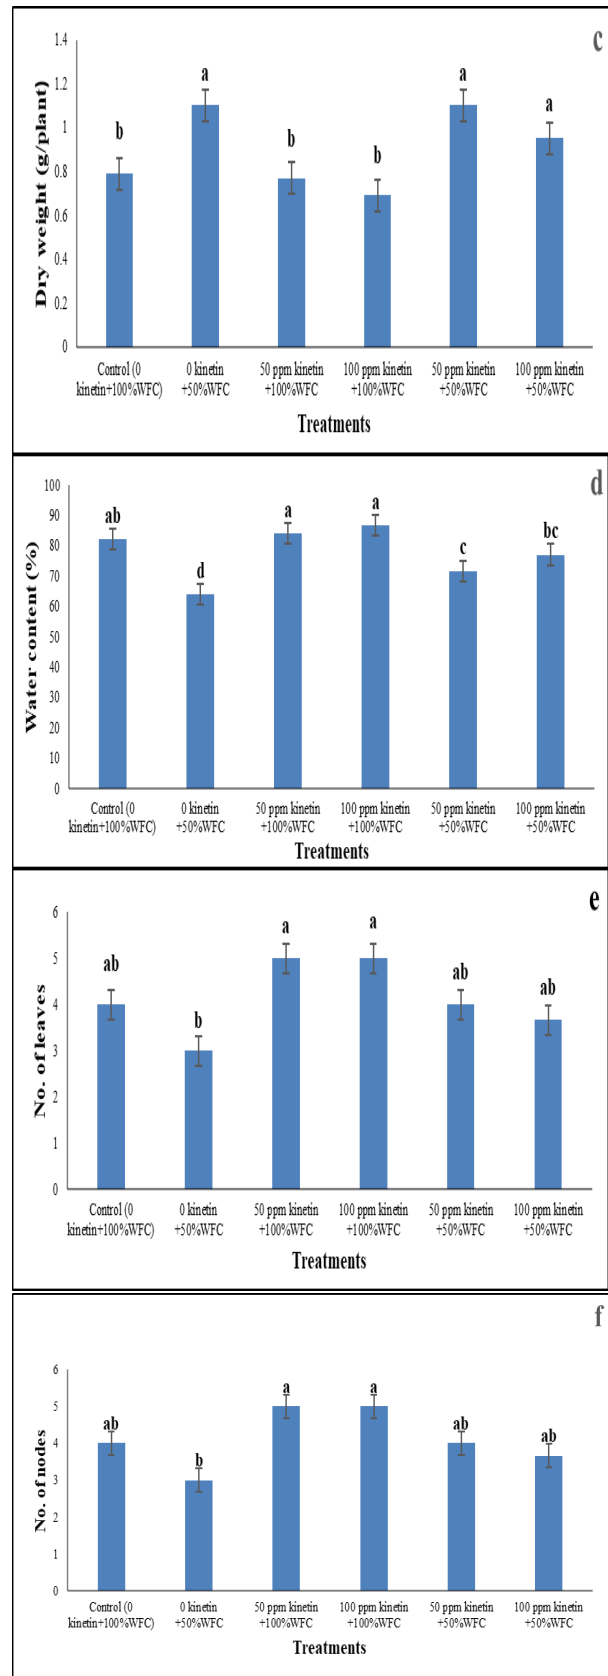 c
1.4
1.2
1
0.8
0.6
0.4
0.2
0
Dry weight (g/plant)
b
a
b
b
a
a
Control (0 0 kinetin 50 ppm kinetin 100 ppm kinetin 50 ppm kinetin 100 ppm kinetin
kinetin+100%WFC) +50%WFC +100%WFC +100%WFC +50%WFC +50%WFC
Treatments
d
100
90
80
70
60
50
40
30
20
10
0
Water content (%)
ab
d
a
a
c
bc
Control (0 0 kinetin 50 ppm kinetin 100 ppm kinetin 50 ppm kinetin 100 ppm kinetin
kinetin+100%WFC) +50%WFC +100%WFC +100%WFC +50%WFC +50%WFC
Treatments
e
6
5
4
3
2
1
0
No. of leaves
ab
b
a
a
ab
ab
Control (0 0 kinetin 50 ppm kinetin 100 ppm kinetin 50 ppm kinetin 100 ppm kinetin
kinetin+100%WFC) +50%WFC +100%WFC +100%WFC +50%WFC +50%WFC
Treatments
f
6
5
4
3
2
1
0
No. of nodes
ab
b
a
a
ab
ab
Control (0 0 kinetin 50 ppm kinetin 100 ppm kinetin 50 ppm kinetin 100 ppm kinetin
kinetin+100%WFC) +50%WFC +100%WFC +100%WFC +50%WFC +50%WFC
Treatments